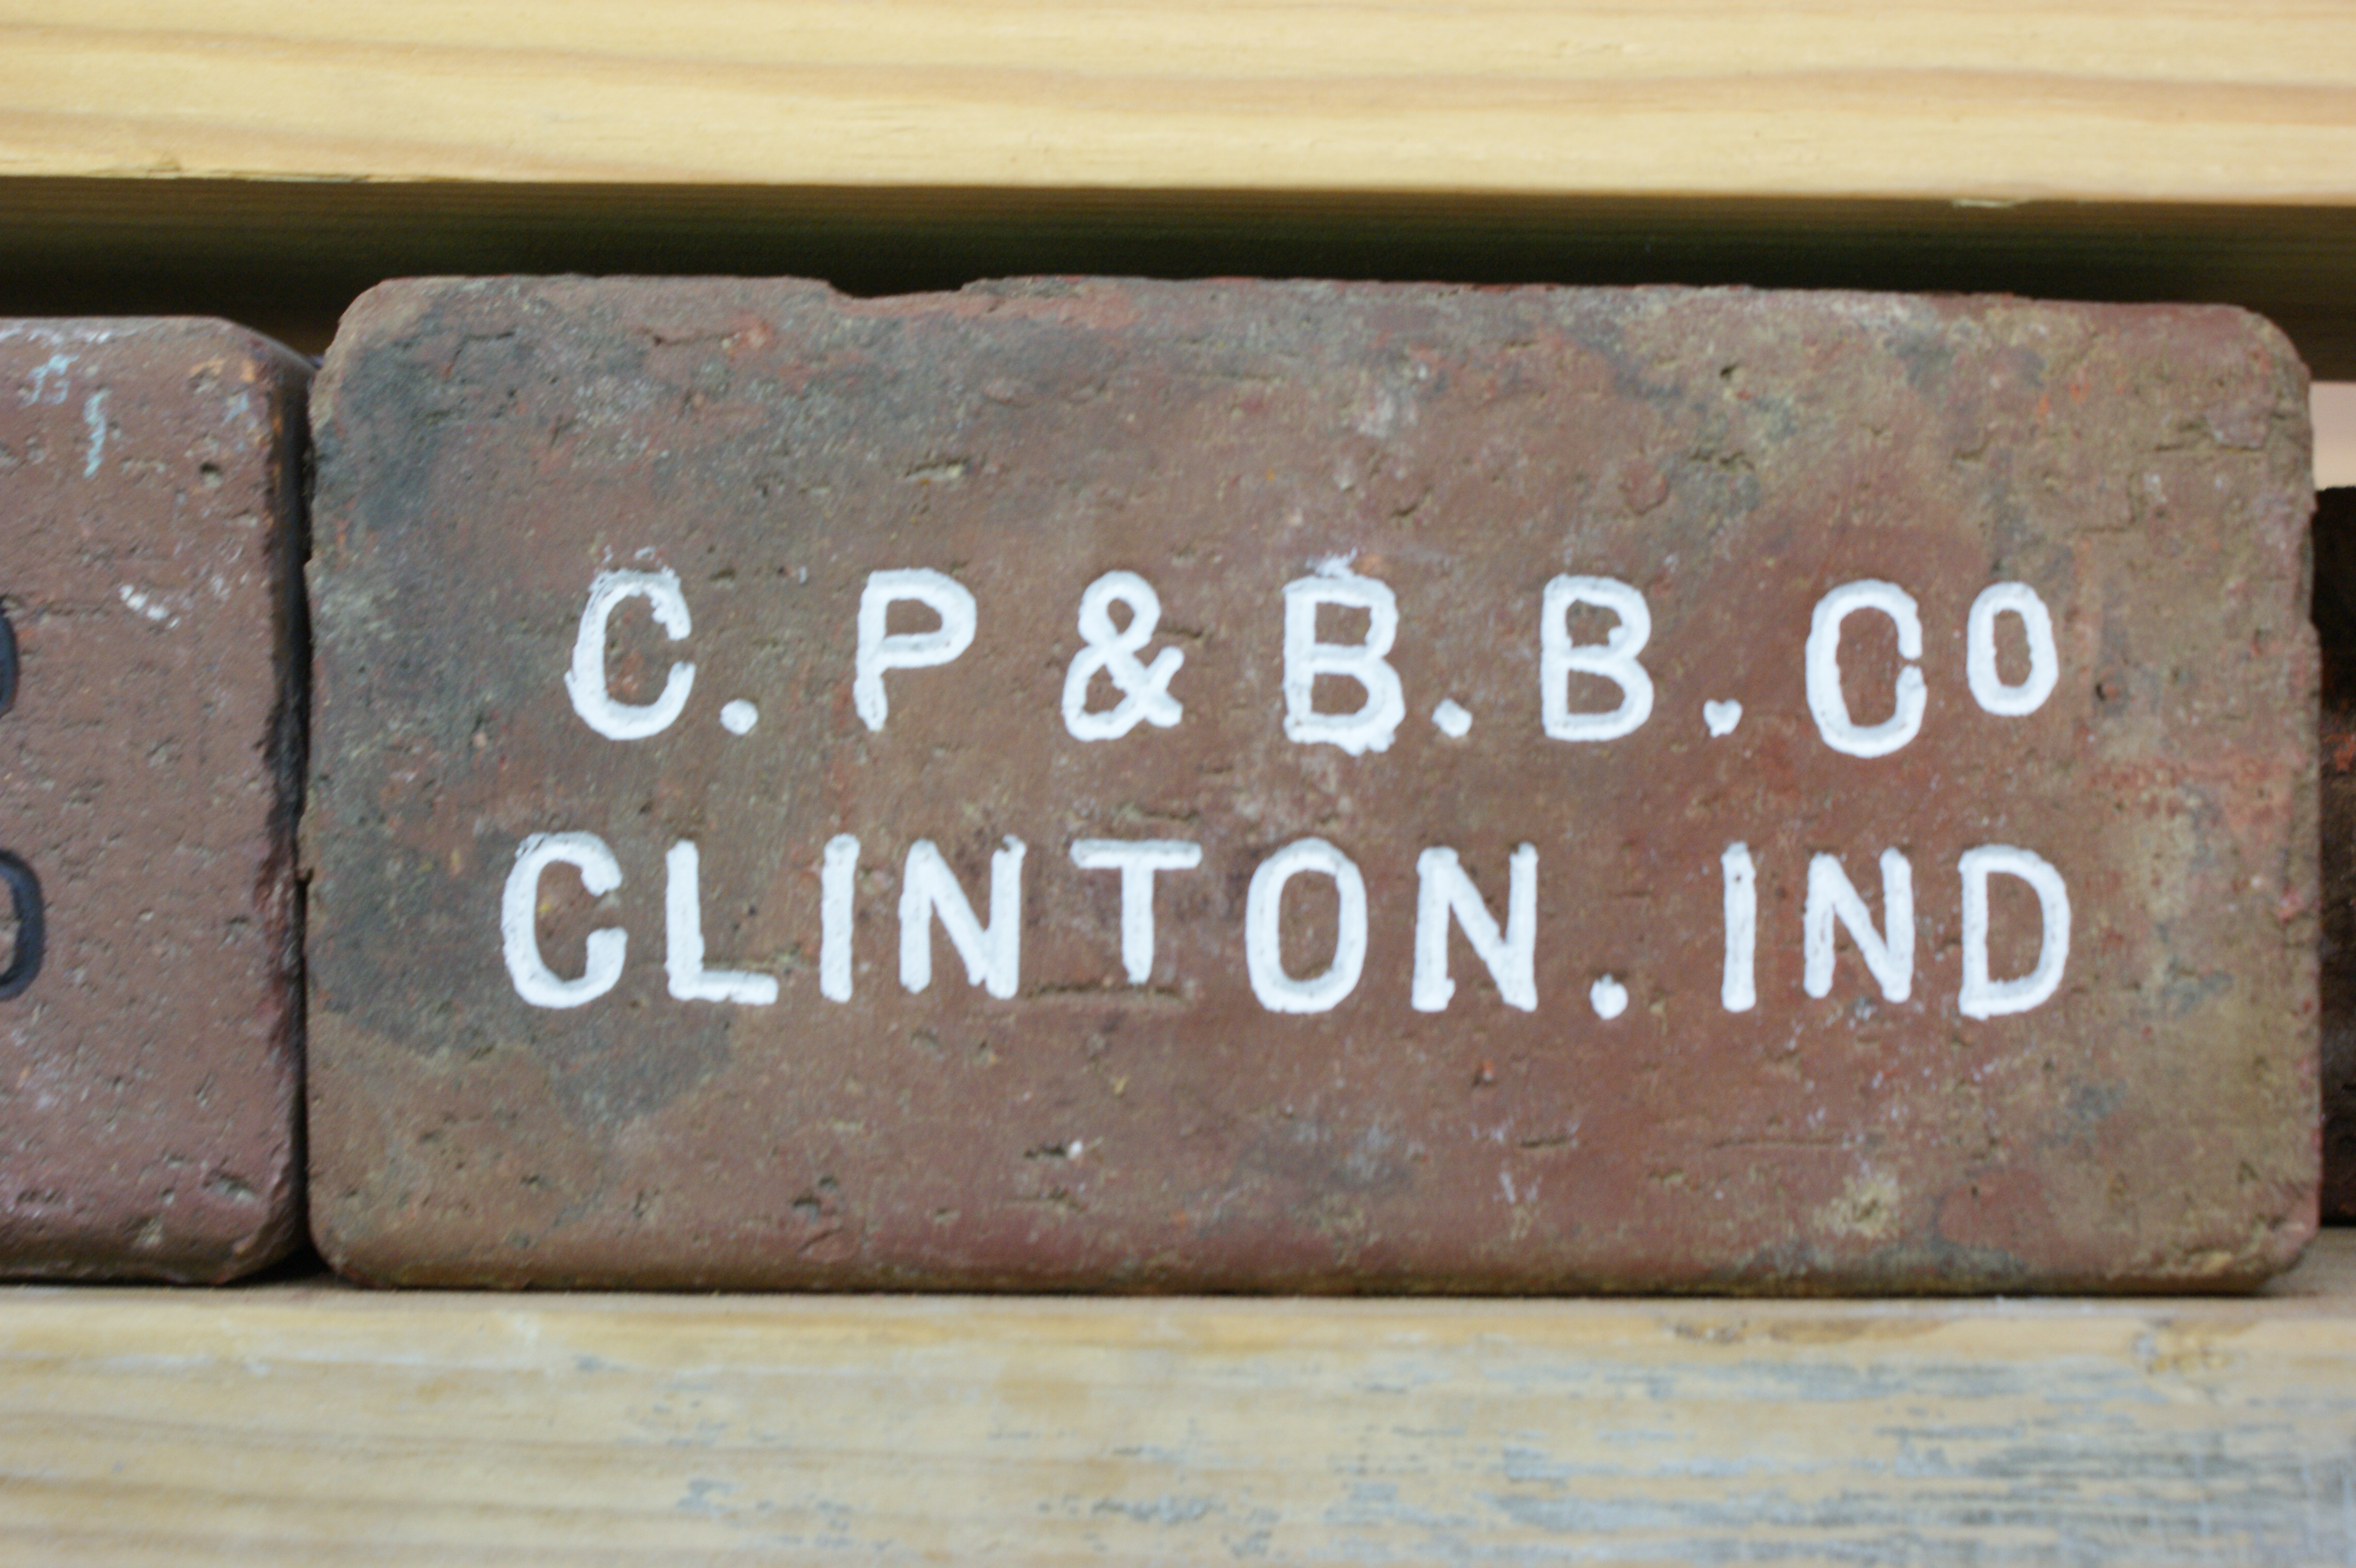 C. P & B. B. Co
CLINTON. IND